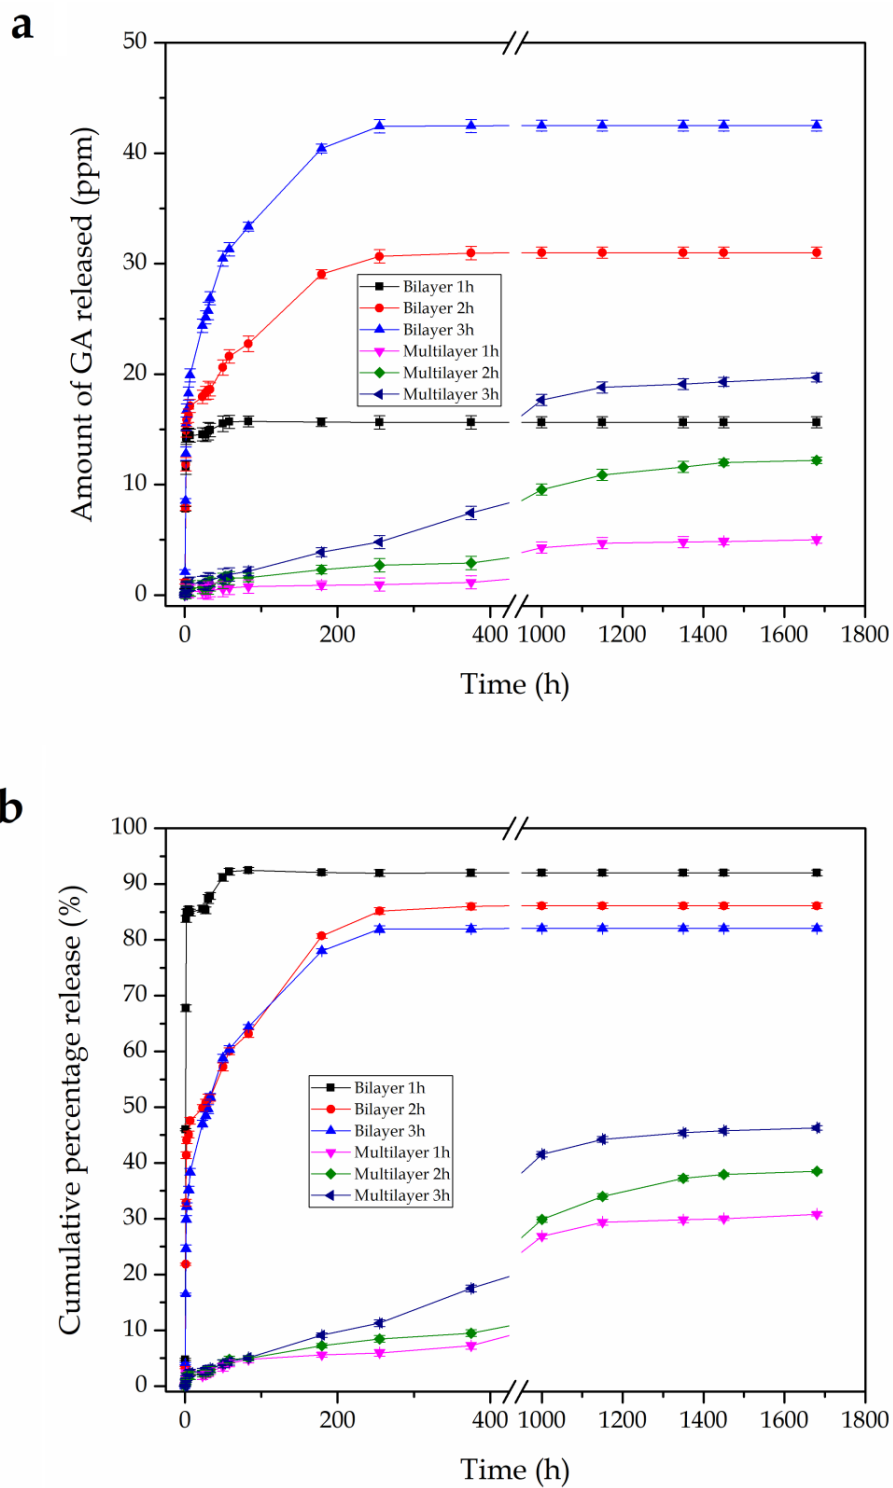 a
50
40
30
20
10
0
Amount of GA released (ppm)
Bilayer 1h
Bilayer 2h
Bilayer 3h
Multilayer 1h
Multilayer 2h
Multilayer 3h
0 200 400 1000 1200 1400 1600 1800
Time (h)
b
100
90
80
70
60
50
40
30
20
10
0
Cumulative percentage release (%)
Bilayer 1h
Bilayer 2h
Bilayer 3h
Multilayer 1h
Multilayer 2h
Multilayer 3h
0 200 400 1000 1200 1400 1600 1800
Time (h)